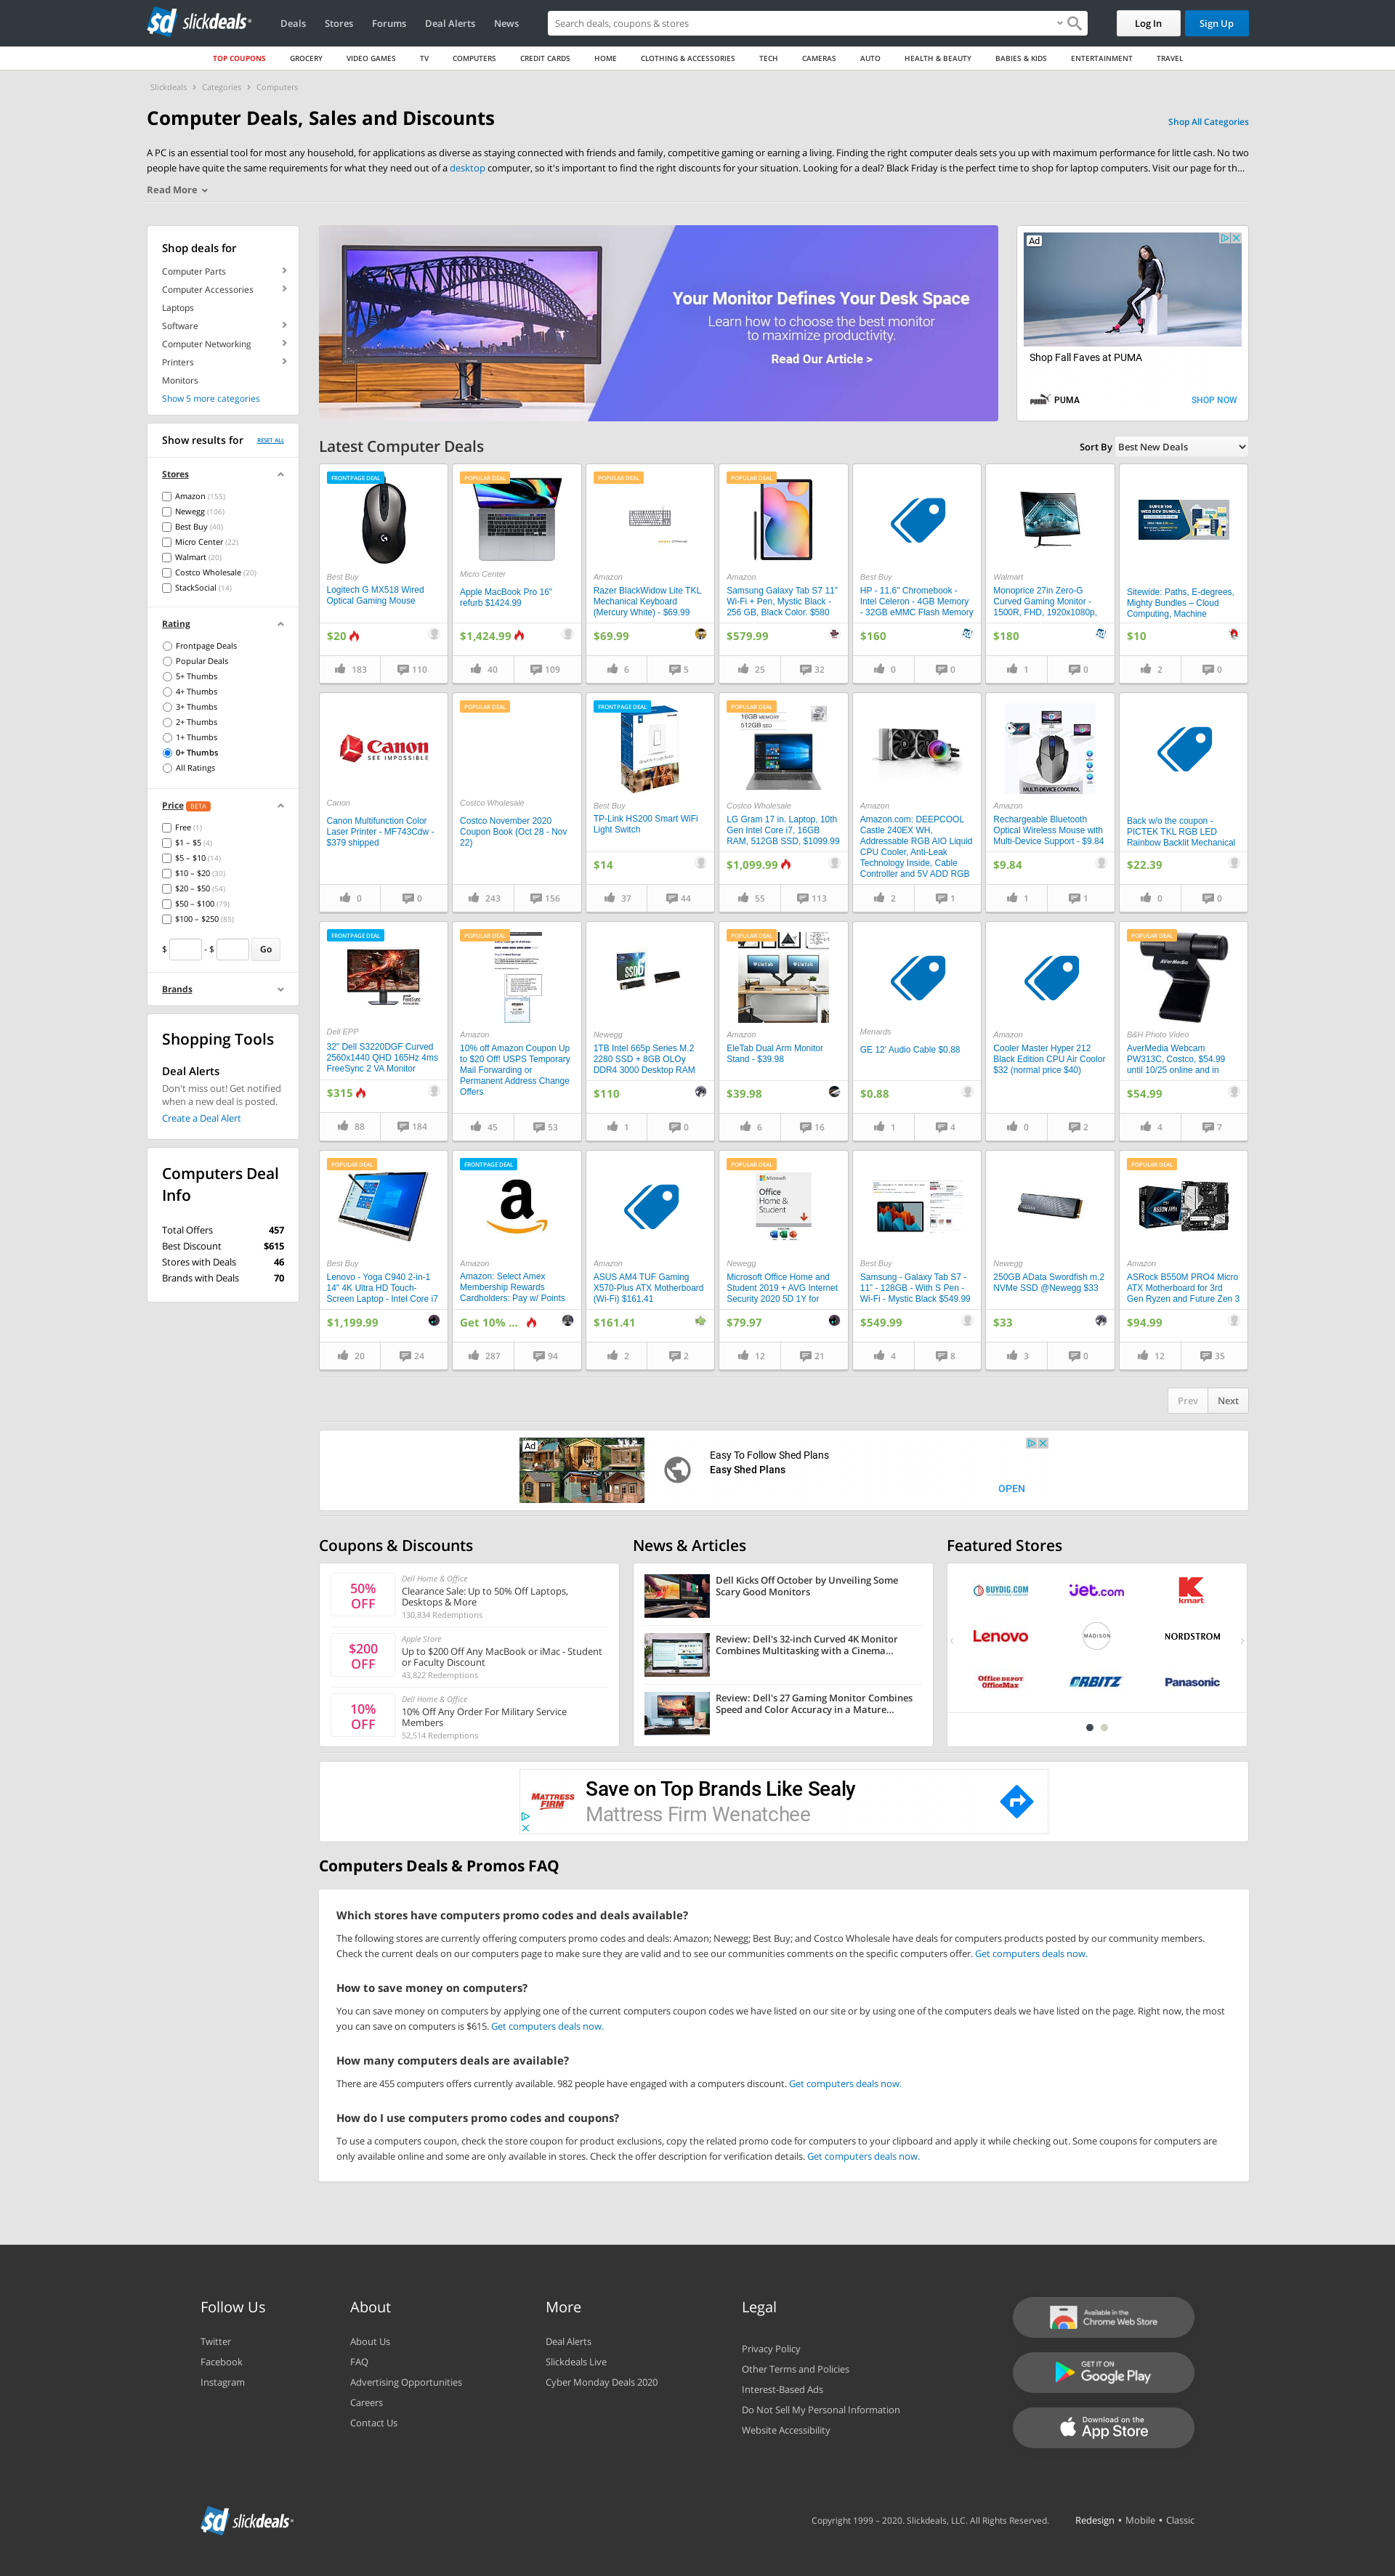 slickdeals
Deals
Stores
Forums
Deal Alerts
News
Search deals, coupons & stores
Log In
Sign Up
TOP COUPONS
GROCERY
VIDEO GAMES
TV
COMPUTERS
CREDIT CARDS
HOME
CLOTHING & ACCESSORIES
TECH
CAMERAS
AUTO
HEALTH & BEAUTY
BABIES & KIDS
ENTERTAINMENT
TRAVEL
Slickdeals › Categories › Computers
Computer Deals, Sales and Discounts
Shop All Categories
A PC is an essential tool for most any household, for applications as diverse as staying connected with friends and family, competitive gaming or earning a living. Finding the right computer deals sets you up with maximum performance for little cash. No two
people have quite the same requirements for what they need out of a desktop computer, so it's important to find the right discounts for your situation. Looking for a deal? Black Friday is the perfect time to shop for laptop computers. Visit our page for th...
Read More
Shop deals for
Computer Parts
Computer Accessories
Laptops
Software
Computer Networking
Printers
Monitors
Show 5 more categories
Show results for
RESET ALL
Stores
Amazon (155)
Newegg (106)
Best Buy (40)
Micro Center (22)
Walmart (20)
Costco Wholesale (20)
StackSocial (14)
Rating
Frontpage Deals
Popular Deals
5+ Thumbs
4+ Thumbs
3+ Thumbs
2+ Thumbs
1+ Thumbs
0+ Thumbs
All Ratings
Price BETA
Free (1)
$1 – $5 (4)
$5 – $10 (14)
$10 – $20 (30)
$20 – $50 (54)
$50 – $100 (79)
$100 – $250 (85)
$ - $ Go
Brands
Shopping Tools
Deal Alerts
Don't miss out! Get notified
when a new deal is posted.
Create a Deal Alert
Computers Deal
Info
Total Offers 457
Best Discount $615
Stores with Deals 46
Brands with Deals 70
Your Monitor Defines Your Desk Space
Learn how to choose the best monitor
to maximize productivity.
Read Our Article >
Ad
Shop Fall Faves at PUMA
PUMA
SHOP NOW
Latest Computer Deals
Sort By Best New Deals
FRONTPAGE DEAL
Best Buy
Logitech G MX518 Wired
Optical Gaming Mouse
$20
183
110
POPULAR DEAL
Micro Center
Apple MacBook Pro 16"
refurb $1424.99
$1,424.99
40
109
POPULAR DEAL
Amazon
Razer BlackWidow Lite TKL
Mechanical Keyboard
(Mercury White) - $69.99
$69.99
6
5
POPULAR DEAL
Amazon
Samsung Galaxy Tab S7 11”
Wi-Fi + Pen, Mystic Black -
256 GB, Black Color. $580
$579.99
25
32
Best Buy
HP - 11.6" Chromebook -
Intel Celeron - 4GB Memory
- 32GB eMMC Flash Memory
$160
0
0
Walmart
Monoprice 27in Zero-G
Curved Gaming Monitor -
1500R, FHD, 1920x1080p,
$180
1
0
Sitewide: Paths, E-degrees,
Mighty Bundles – Cloud
Computing, Machine
$10
2
0
Canon
SEE IMPOSSIBLE
Canon
Canon Multifunction Color
Laser Printer - MF743Cdw -
$379 shipped
0
0
POPULAR DEAL
Costco Wholesale
Costco November 2020
Coupon Book (Oct 28 - Nov
22)
243
156
FRONTPAGE DEAL
Best Buy
TP-Link HS200 Smart WiFi
Light Switch
$14
37
44
POPULAR DEAL
16GB MEMORY
512GB SSD
Costco Wholesale
LG Gram 17 in. Laptop, 10th
Gen Intel Core i7, 16GB
RAM, 512GB SSD, $1099.99
$1,099.99
55
113
Amazon
Amazon.com: DEEPCOOL
Castle 240EX WH,
Addressable RGB AIO Liquid
CPU Cooler, Anti-Leak
Technology Inside, Cable
Controller and 5V ADD RGB
2
1
MULTI-DEVICE CONTROL
Amazon
Rechargeable Bluetooth
Optical Wireless Mouse with
Multi-Device Support - $9.84
$9.84
1
1
Back w/o the coupon -
PICTEK TKL RGB LED
Rainbow Backlit Mechanical
$22.39
0
0
FRONTPAGE DEAL
Dell EPP
32" Dell S3220DGF Curved
2560x1440 QHD 165Hz 4ms
FreeSync 2 VA Monitor
$315
88
184
POPULAR DEAL
Amazon
10% off Amazon Coupon Up
to $20 Off! USPS Temporary
Mail Forwarding or
Permanent Address Change
Offers
45
53
Newegg
1TB Intel 665p Series M.2
2280 SSD + 8GB OLOy
DDR4 3000 Desktop RAM
$110
1
0
POPULAR DEAL
Amazon
EleTab Dual Arm Monitor
Stand - $39.98
$39.98
6
16
Menards
GE 12' Audio Cable $0.88
$0.88
1
4
Amazon
Cooler Master Hyper 212
Black Edition CPU Air Coolor
$32 (normal price $40)
0
2
POPULAR DEAL
B&H Photo Video
AverMedia Webcam
PW313C, Costco, $54.99
until 10/25 online and in
$54.99
4
7
POPULAR DEAL
Best Buy
Lenovo - Yoga C940 2-in-1
14" 4K Ultra HD Touch-
Screen Laptop - Intel Core i7
$1,199.99
20
24
FRONTPAGE DEAL
Amazon
Amazon: Select Amex
Membership Rewards
Cardholders: Pay w/ Points
Get 10% ...
287
94
Amazon
ASUS AM4 TUF Gaming
X570-Plus ATX Motherboard
(Wi-Fi) $161.41
$161.41
2
2
POPULAR DEAL
Microsoft
Office
Home &
Student
Newegg
Microsoft Office Home and
Student 2019 + AVG Internet
Security 2020 5D 1Y for
$79.97
12
21
Best Buy
Samsung - Galaxy Tab S7 -
11” - 128GB - With S Pen -
Wi-Fi - Mystic Black $549.99
$549.99
4
8
Newegg
250GB AData Swordfish m.2
NVMe SSD @Newegg $33
$33
3
0
POPULAR DEAL
Amazon
ASRock B550M PRO4 Micro
ATX Motherboard for 3rd
Gen Ryzen and Future Zen 3
$94.99
12
35
Prev
Next
Ad
Easy To Follow Shed Plans
Easy Shed Plans
OPEN
Coupons & Discounts
50%
OFF
Dell Home & Office
Clearance Sale: Up to 50% Off Laptops,
Desktops & More
130,834 Redemptions
$200
OFF
Apple Store
Up to $200 Off Any MacBook or iMac - Student
or Faculty Discount
43,822 Redemptions
10%
OFF
Dell Home & Office
10% Off Any Order For Military Service
Members
52,514 Redemptions
News & Articles
Dell Kicks Off October by Unveiling Some
Scary Good Monitors
Review: Dell's 32-inch Curved 4K Monitor
Combines Multitasking with a Cinema...
Review: Dell's 27 Gaming Monitor Combines
Speed and Color Accuracy in a Mature...
Featured Stores
BUYDIG.COM
Jet.com
kmart
Lenovo
MADISON
NORDSTROM
Office DEPOT
OfficeMax
ORBITZ
Panasonic
MATTRESS
FIRM
Save on Top Brands Like Sealy
Mattress Firm Wenatchee
Computers Deals & Promos FAQ
Which stores have computers promo codes and deals available?
The following stores are currently offering computers promo codes and deals: Amazon; Newegg; Best Buy; and Costco Wholesale have deals for computers products posted by our community members.
Check the current deals on our computers page to make sure they are valid and to see our communities comments on the specific computers offer. Get computers deals now.
How to save money on computers?
You can save money on computers by applying one of the current computers coupon codes we have listed on our site or by using one of the computers deals we have listed on the page. Right now, the most
you can save on computers is $615. Get computers deals now.
How many computers deals are available?
There are 455 computers offers currently available. 982 people have engaged with a computers discount. Get computers deals now.
How do I use computers promo codes and coupons?
To use a computers coupon, check the store coupon for product exclusions, copy the related promo code for computers to your clipboard and apply it while checking out. Some coupons for computers are
only available online and some are only available in stores. Check the offer description for verification details. Get computers deals now.
Follow Us
Twitter
Facebook
Instagram
About
About Us
FAQ
Advertising Opportunities
Careers
Contact Us
More
Deal Alerts
Slickdeals Live
Cyber Monday Deals 2020
Legal
Privacy Policy
Other Terms and Policies
Interest-Based Ads
Do Not Sell My Personal Information
Website Accessibility
Available in the
Chrome Web Store
GET IT ON
Google Play
Download on the
App Store
slickdeals
Copyright 1999 – 2020. Slickdeals, LLC. All Rights Reserved.
Redesign • Mobile • Classic